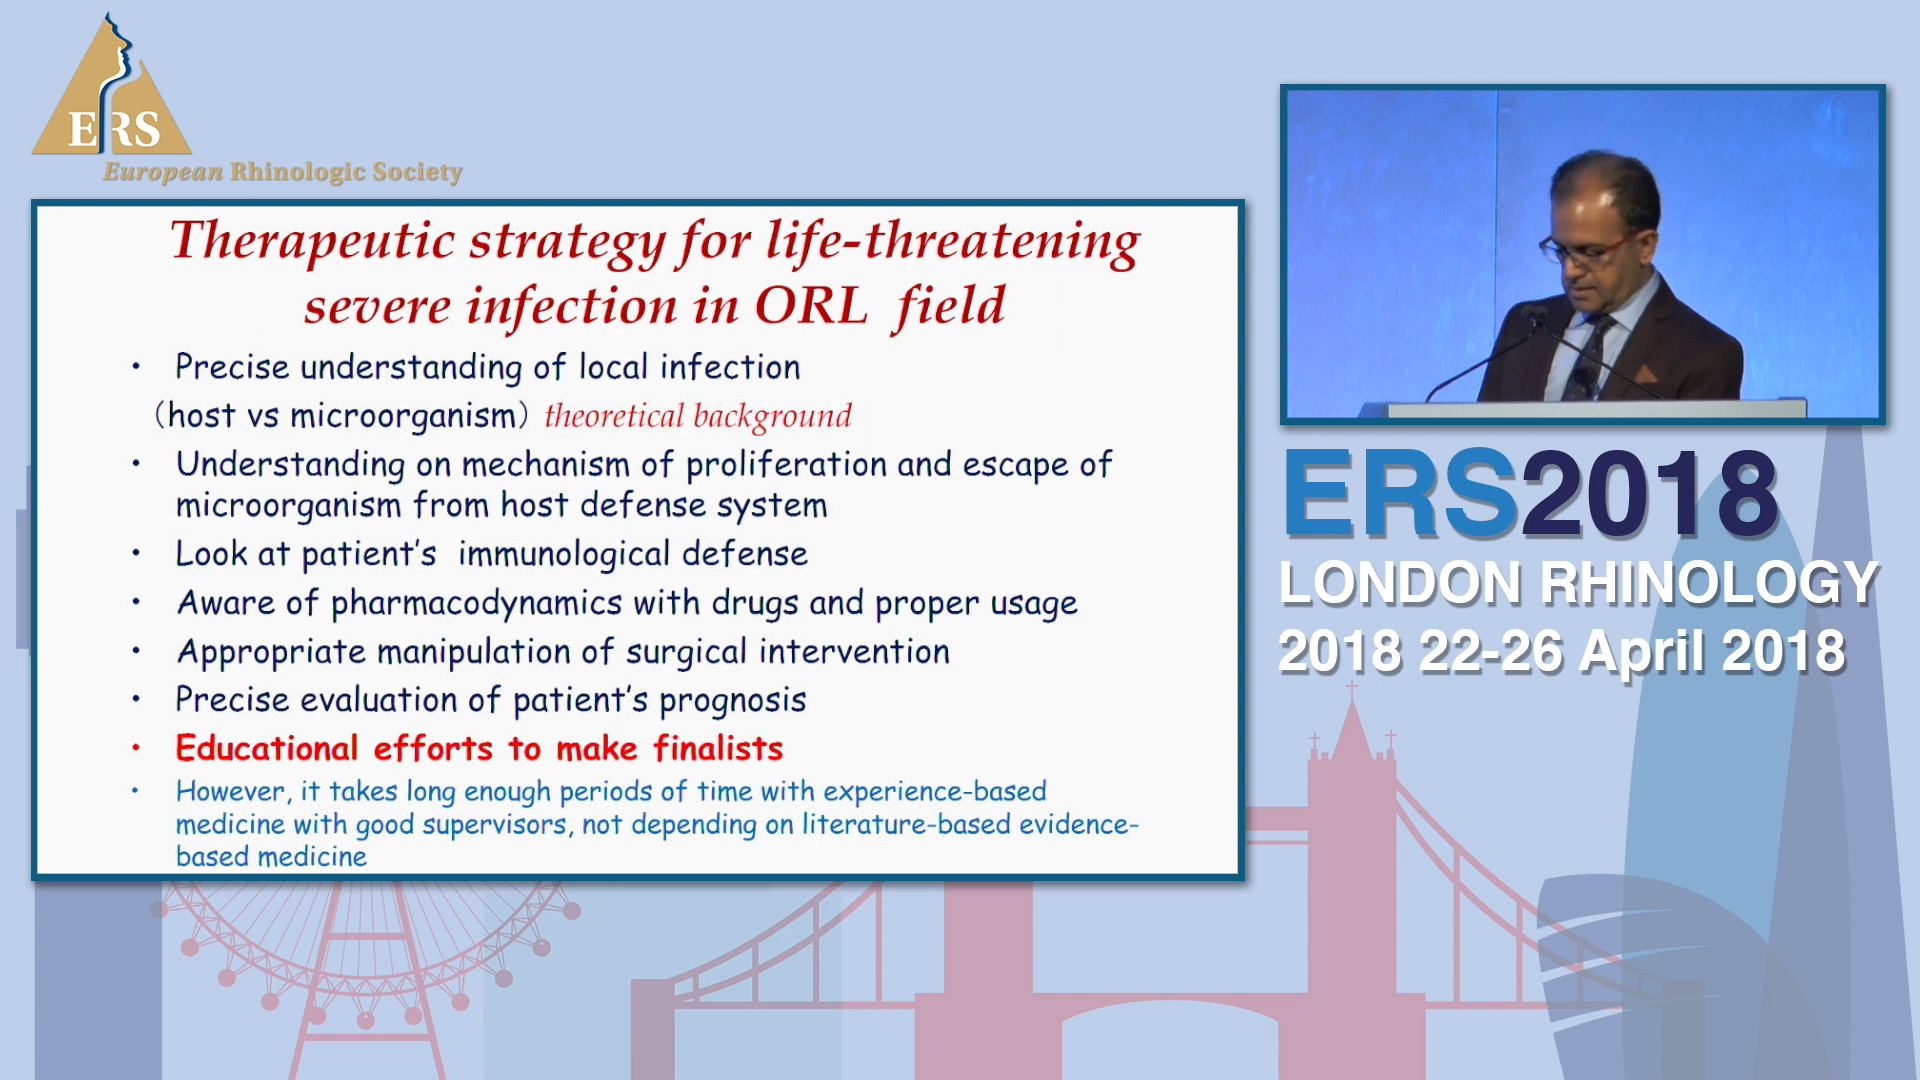 ERS
European Rhinologic Society
Therapeutic strategy for life-threatening
severe infection in ORL field
• Precise understanding of local infection
(host vs microorganism) theoretical background
• Understanding on mechanism of proliferation and escape of
microorganism from host defense system
• Look at patient's immunological defense
• Aware of pharmacodynamics with drugs and proper usage
• Appropriate manipulation of surgical intervention
• Precise evaluation of patient's prognosis
• Educational efforts to make finalists
• However, it takes long enough periods of time with experience-based
medicine with good supervisors, not depending on literature-based evidence-
based medicine
ERS2018
LONDON RHINOLOGY
2018 22-26 April 2018